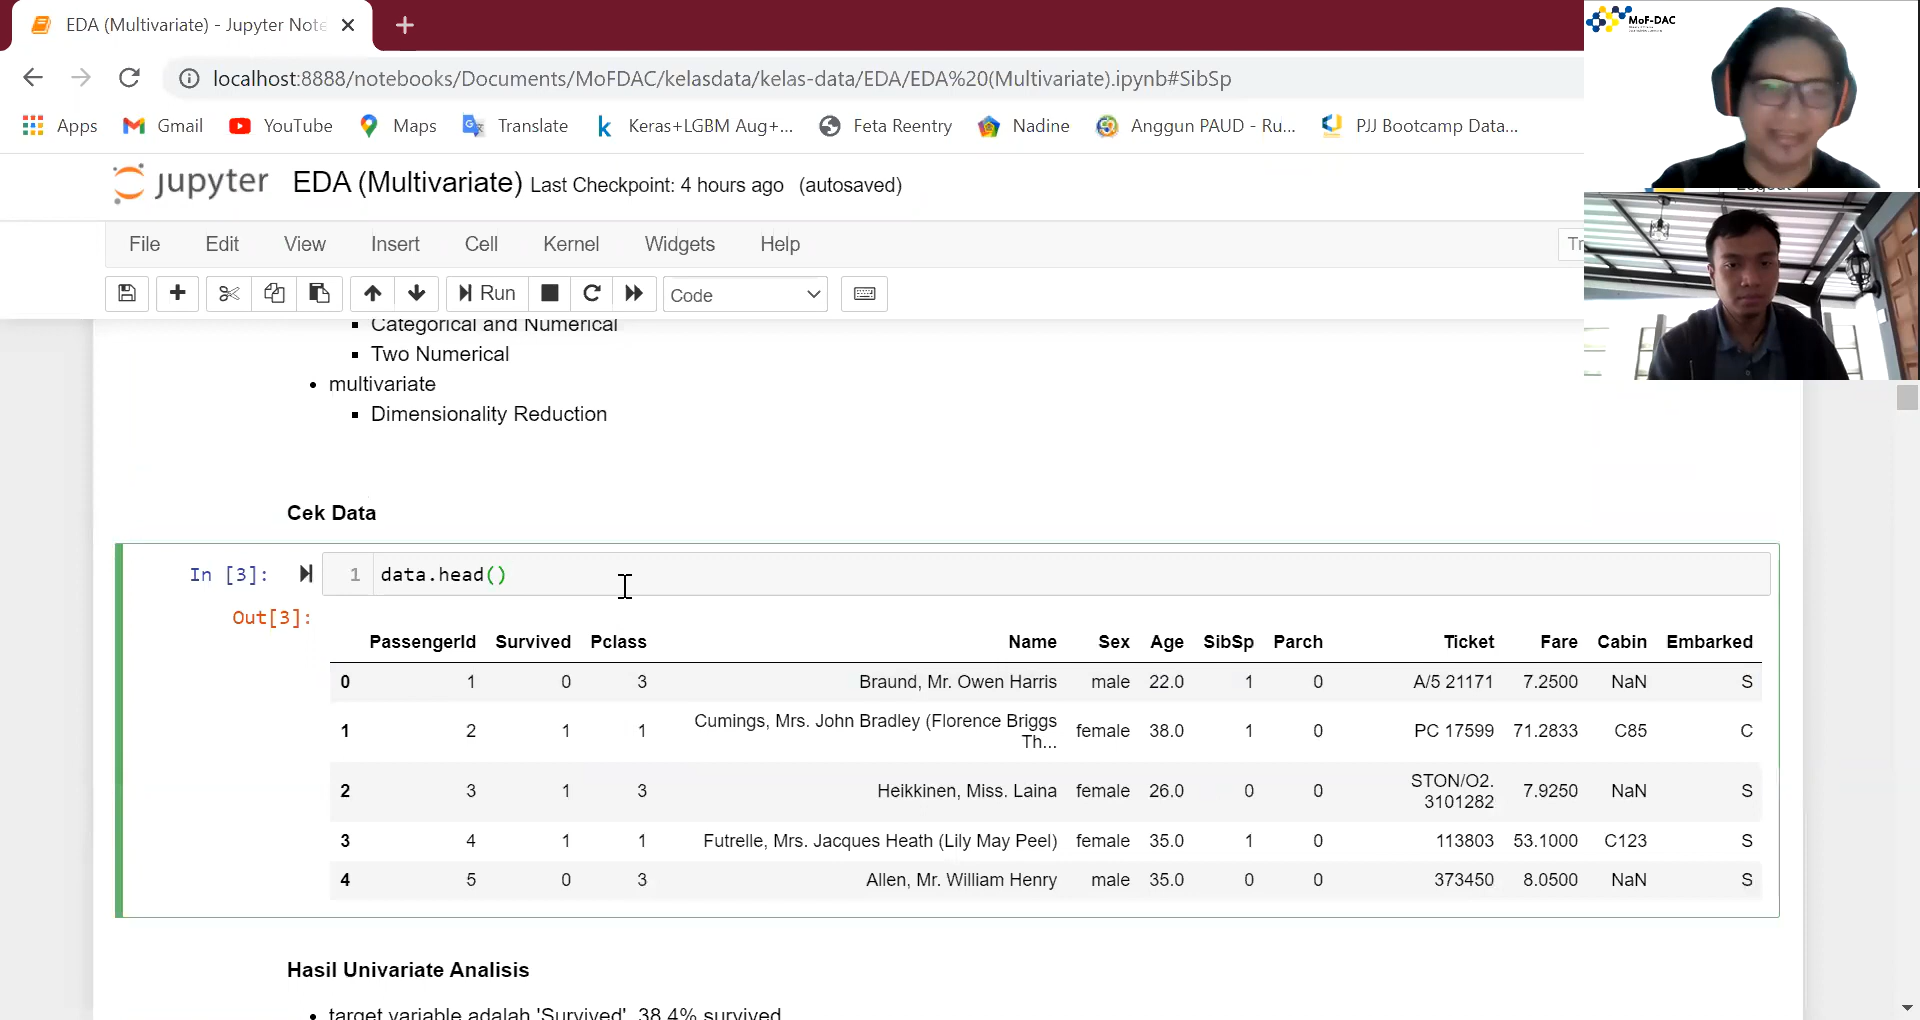 EDA (Multivariate) - Jupyter Note
localhost:8888/notebooks/Documents/MoFDAC/kelasdata/kelas-data/EDA/EDA%20(Multivariate).ipynb#SibSp
Apps Gmail YouTube Maps Translate Keras+LGBM Aug+... Feta Reentry Nadine Anggun PAUD - Ru... PJJ Bootcamp Data...
MoF-DAC
jupyter EDA (Multivariate) Last Checkpoint: 4 hours ago (autosaved)
Logout
File Edit View Insert Cell Kernel Widgets Help Tr
Run Code
Categorical and Numerical
Two Numerical
multivariate
Dimensionality Reduction
Cek Data
In [3]: 1 data.head()
Out[3]:
PassengerId Survived Pclass Name Sex Age SibSp Parch Ticket Fare Cabin Embarked
0 1 0 3 Braund, Mr. Owen Harris male 22.0 1 0 A/5 21171 7.2500 NaN S
1 2 1 1 Cumings, Mrs. John Bradley (Florence Briggs Th... female 38.0 1 0 PC 17599 71.2833 C85 C
2 3 1 3 Heikkinen, Miss. Laina female 26.0 0 0 STON/O2. 3101282 7.9250 NaN S
3 4 1 1 Futrelle, Mrs. Jacques Heath (Lily May Peel) female 35.0 1 0 113803 53.1000 C123 S
4 5 0 3 Allen, Mr. William Henry male 35.0 0 0 373450 8.0500 NaN S
Hasil Univariate Analisis
target variable adalah 'Survived', 38.4% survived